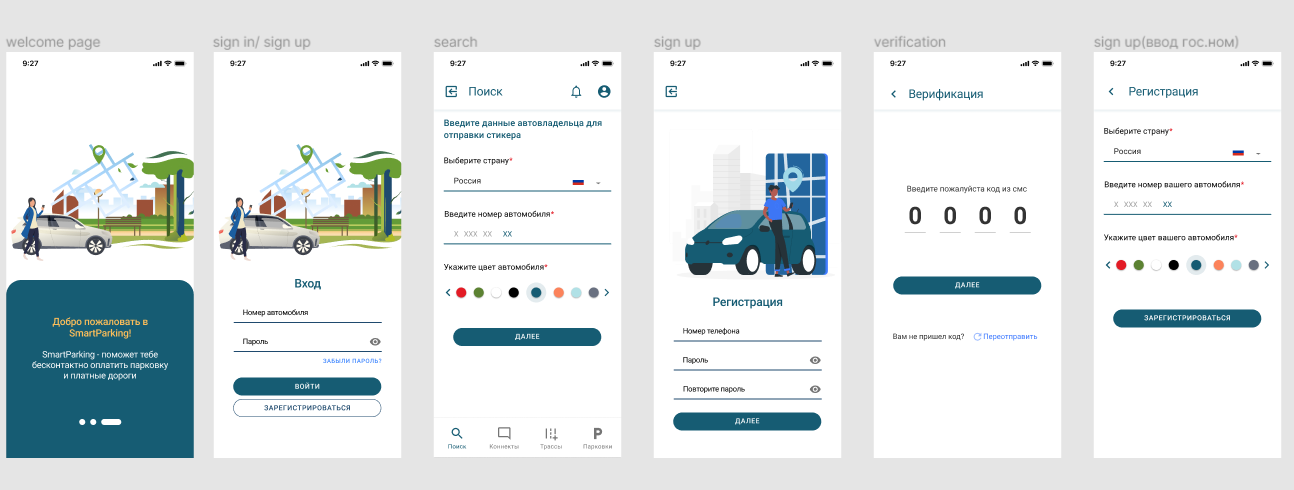 welcome page
9:27
Добро пожаловать в
SmartParking!
SmartParking - поможет тебе
бесконтактно оплатить парковку
и платные дороги
sign in/ sign up
9:27
Вход
Номер автомобиля
Пароль
ЗАБЫЛИ ПАРОЛЬ?
ВОЙТИ
ЗАРЕГИСТРИРОВАТЬСЯ
search
9:27
Поиск
Введите данные автовладельца для
отправки стикера
Выберите страну*
Россия
Введите номер автомобиля*
X XXX XX XX
Укажите цвет автомобиля*
ДАЛЕЕ
Поиск Коннекты Трассы Парковки
sign up
9:27
Регистрация
Номер телефона
Пароль
Повторите пароль
ДАЛЕЕ
verification
9:27
Верификация
Введите пожалуйста код из смс
0 0 0 0
ДАЛЕЕ
Вам не пришел код? Переотправить
sign up(ввод гос.ном)
9:27
Регистрация
Выберите страну*
Россия
Введите номер вашего автомобиля*
X XXX XX XX
Укажите цвет вашего автомобиля*
ЗАРЕГИСТРИРОВАТЬСЯ